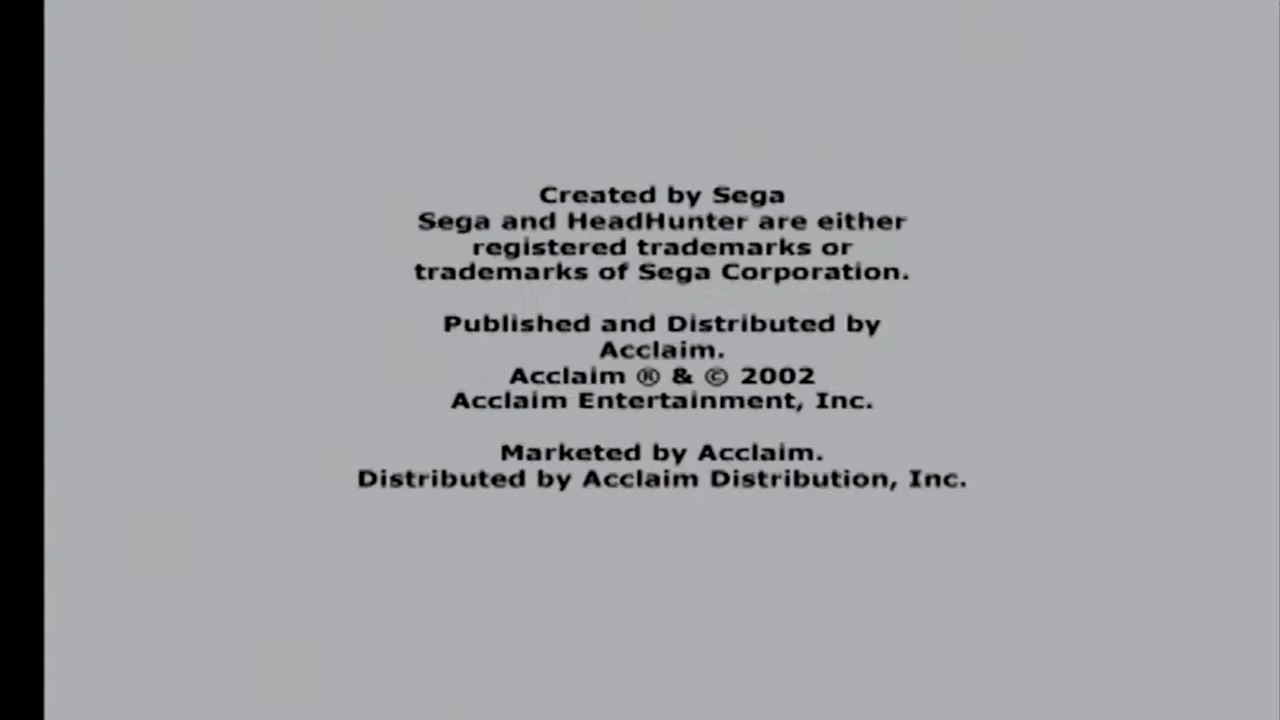 Created by Sega
Sega and HeadHunter are either
registered trademarks or
trademarks of Sega Corporation.
Published and Distributed by
Acclaim.
Acclaim ® & © 2002
Acclaim Entertainment, Inc.
Marketed by Acclaim.
Distributed by Acclaim Distribution, Inc.